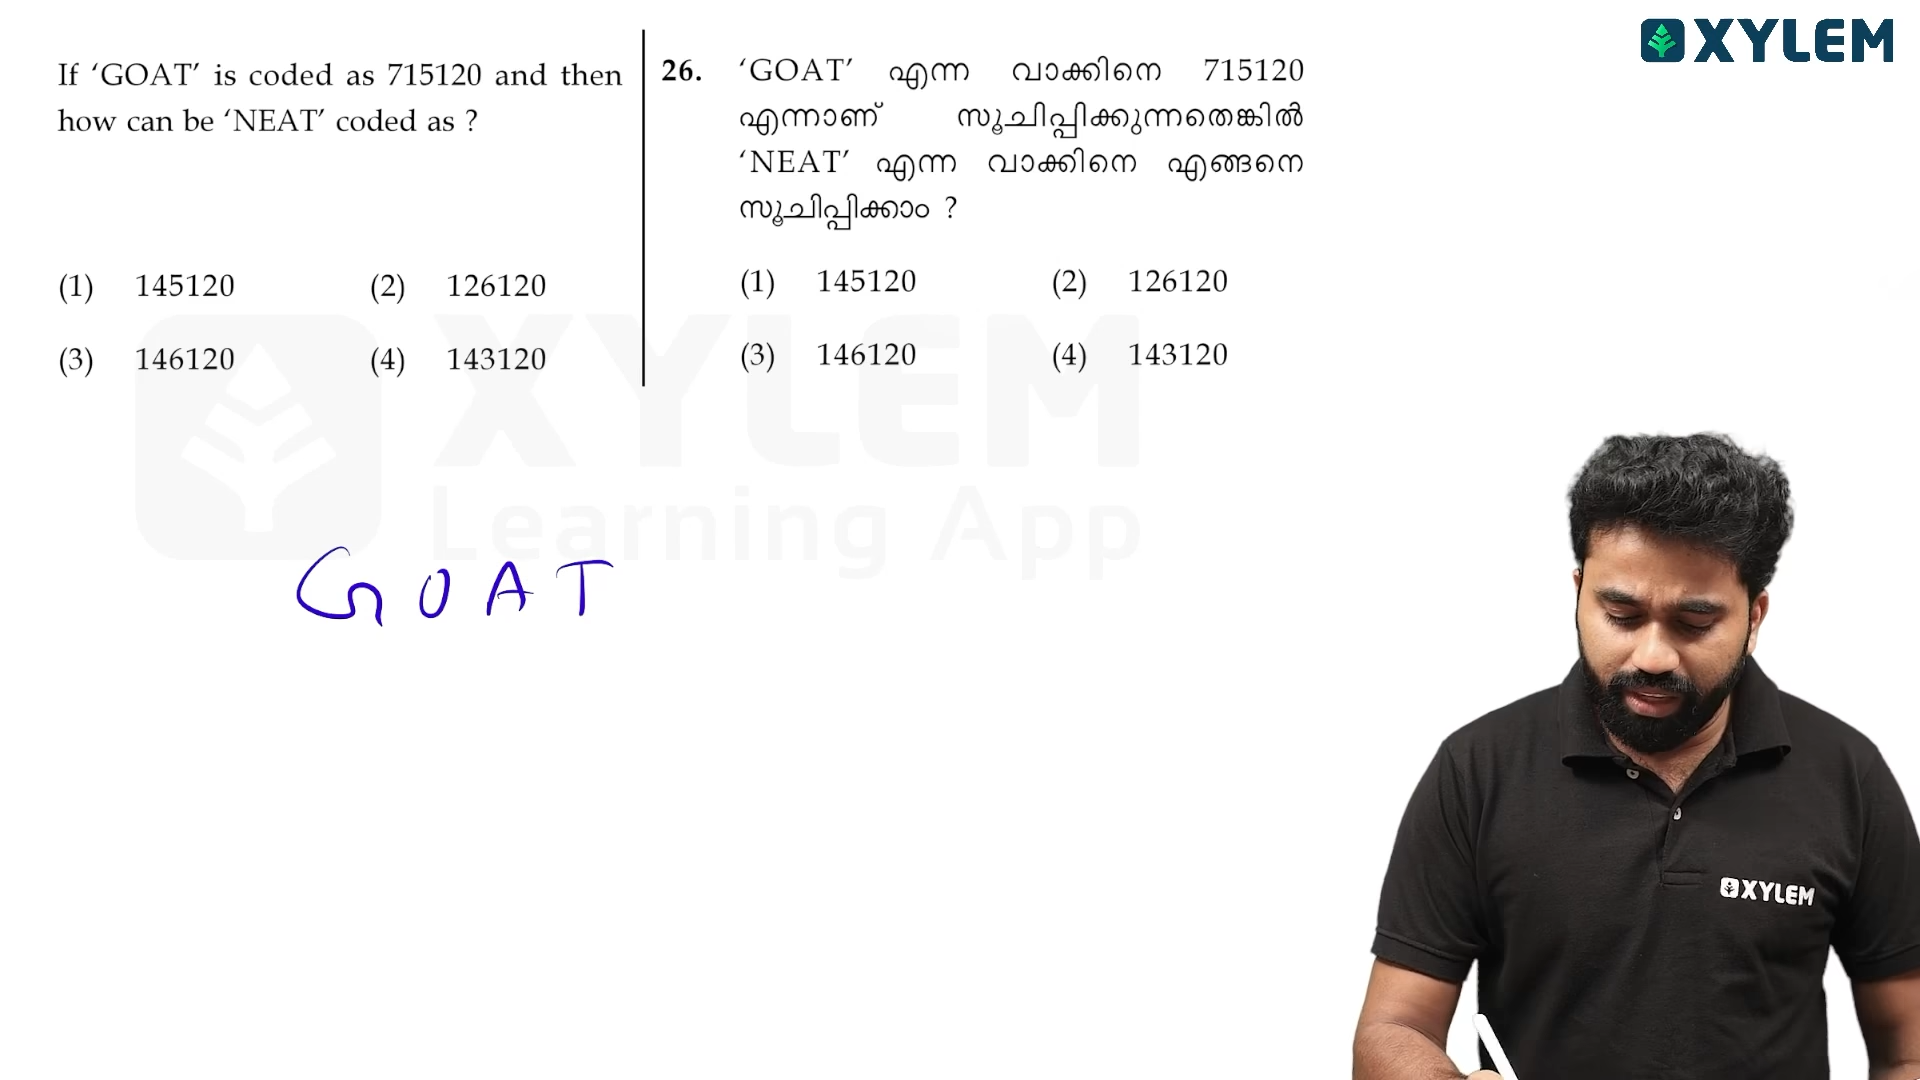 XYLEM
If ‘GOAT’ is coded as 715120 and then
how can be ‘NEAT’ coded as ?
(1) 145120 (2) 126120
(3) 146120 (4) 143120
26. ‘GOAT’ എന്ന വാക്കിനെ 715120
എന്നാണ് സൂചിപ്പിക്കുന്നതെങ്കിൽ
‘NEAT’ എന്ന വാക്കിനെ എങ്ങനെ
സൂചിപ്പിക്കാം ?
(1) 145120 (2) 126120
(3) 146120 (4) 143120
XYLEM
Learning App
GOAT
XYLEM